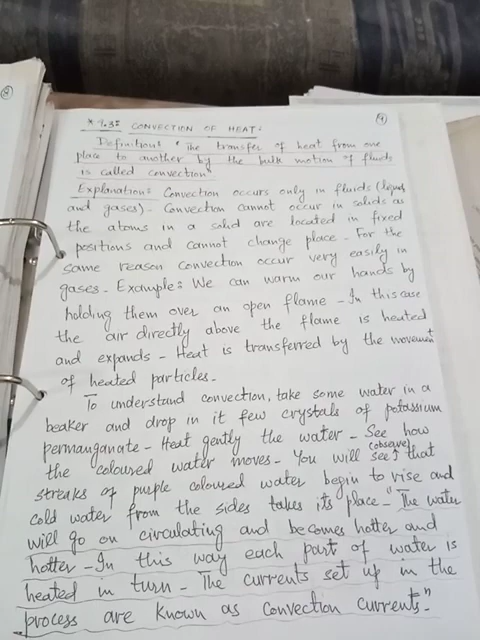 8
9
* 9.3: CONVECTION OF HEAT:
Definition: "The transfer of heat from one
place to another by the bulk motion of fluids
is called convection"
Explanation: Convection occurs only in fluids (liquids
and gases). Convection cannot occur in solids as
the atoms in a solid are located in fixed
positions and cannot change place. For the
same reason convection occur very easily in
gases. Example: We can warm our hands by
holding them over an open flame. In this case
the air directly above the flame is heated
and expands. Heat is transferred by the movement
of heated particles.
To understand convection, take some water in a
beaker and drop in it few crystals of potassium
permanganate. Heat gently the water. See how
the coloured water moves. You will see (obsave) that
streaks of purple coloured water begin to rise and
cold water from the sides takes its place. "The water
will go on circulating and becomes hotter and
hotter. In this way each part of water is
heated in turn. The currents set up in the
process are known as convection currents."